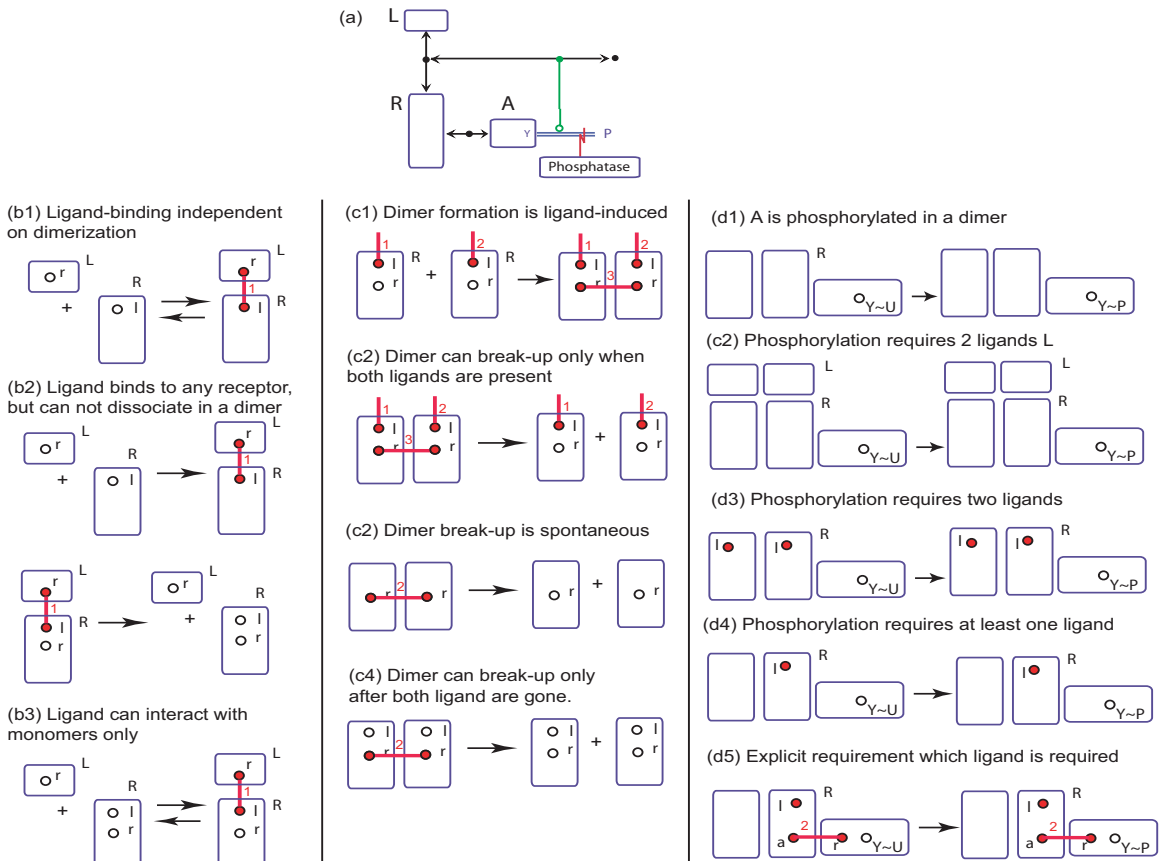 (a)
L
R
A
Y
P
Phosphatase
(b1) Ligand-binding independent
on dimerization
r
L
+
R
l
r
L
1
l
R
(b2) Ligand binds to any receptor,
but can not dissociate in a dimer
r
L
+
R
l
r
L
1
l
R
r
L
1
l
R
r
r
L
+
R
l
r
(b3) Ligand can interact with
monomers only
r
L
+
R
l
r
r
L
1
l
R
r
(c1) Dimer formation is ligand-induced
1
l
R
r
+
2
l
R
r
1
2
l
l
3
r
r
(c2) Dimer can break-up only when
both ligands are present
1
2
l
l
3
r
r
1
l
r
+
2
l
r
(c2) Dimer break-up is spontaneous
2
r
r
r
+
r
(c4) Dimer can break-up only
after both ligand are gone.
l
l
2
r
r
l
r
+
l
r
(d1) A is phosphorylated in a dimer
R
Y~U
Y~P
(c2) Phosphorylation requires 2 ligands L
L
R
Y~U
L
R
Y~P
(d3) Phosphorylation requires two ligands
l
l
R
Y~U
l
l
R
Y~P
(d4) Phosphorylation requires at least one ligand
l
R
Y~U
l
R
Y~P
(d5) Explicit requirement which ligand is required
l
R
2
a
r
Y~U
l
R
2
a
r
Y~P